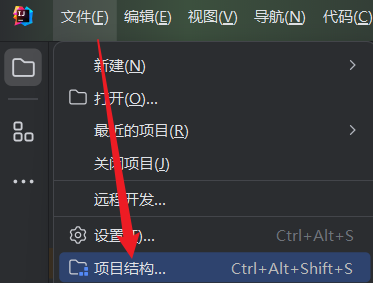 IJ
文件(F) 编辑(E) 视图(V) 导航(N) 代码(C)
新建(N)
打开(O)...
最近的项目(R)
关闭项目(J)
远程开发...
设置(T)... Ctrl+Alt+S
项目结构... Ctrl+Alt+Shift+S